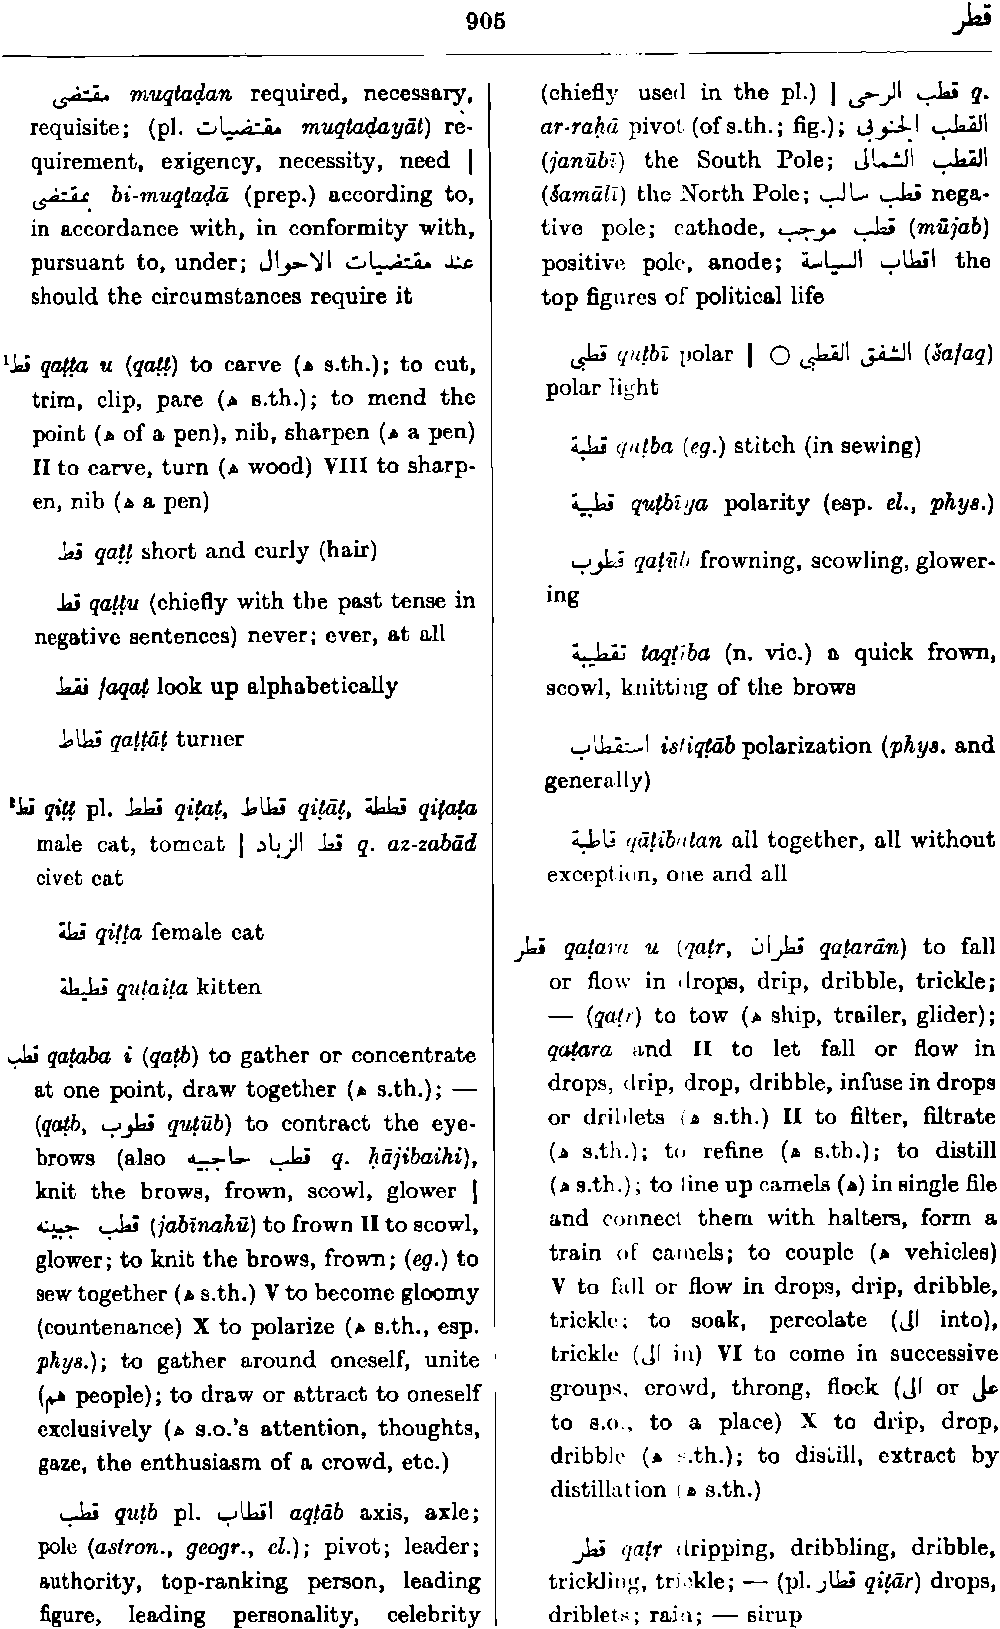 905
قطر
مقتضى muqtaḍan required, necessary,
requisite; (pl. مقتضيات muqtaḍayāt) re-
quirement, exigency, necessity, need |
بمقتضى bi-muqtaḍā (prep.) according to,
in accordance with, in conformity with,
pursuant to, under; عند مقتضيات الاحوال
should the circumstances require it
¹قط qaṭṭa u (qaṭṭ) to carve (ه s.th.); to cut,
trim, clip, pare (ه s.th.); to mend the
point (ه of a pen), nib, sharpen (ه a pen)
II to carve, turn (ه wood) VIII to sharp-
en, nib (ه a pen)
قط qaṭṭ short and curly (hair)
قط qaṭṭu (chiefly with the past tense in
negative sentences) never; ever, at all
فقط faqaṭ look up alphabetically
قطاط qaṭṭāṭ turner
²قط qiṭṭ pl. قطط qiṭaṭ, قطاط qiṭāṭ, قططة qiṭaṭa
male cat, tomcat | قط الزباد q. az-zabād
civet cat
قطة qiṭṭa female cat
قطيطة quṭaiṭa kitten
قطب qaṭaba i (qaṭb) to gather or concentrate
at one point, draw together (ه s.th.); —
(qaṭb, قطوب quṭūb) to contract the eye-
brows (also قطب حاجبيه q. ḥājibaihi),
knit the brows, frown, scowl, glower |
قطب جبينه (jabīnahū) to frown II to scowl,
glower; to knit the brows, frown; (eg.) to
sew together (ه s.th.) V to become gloomy
(countenance) X to polarize (ه s.th., esp.
phys.); to gather around oneself, unite
(هم people); to draw or attract to oneself
exclusively (ه s.o.'s attention, thoughts,
gaze, the enthusiasm of a crowd, etc.)
قطب quṭb pl. اقطاب aqṭāb axis, axle;
pole (astron., geogr., el.); pivot; leader;
authority, top-ranking person, leading
figure, leading personality, celebrity
(chiefly used in the pl.) | قطب الرحى q.
ar-raḥā pivot (of s.th.; fig.); القطب الجنوبى
(janūbī) the South Pole; القطب الشمالى
(šamālī) the North Pole; قطب سالب nega-
tive pole; cathode, قطب موجب (mūjab)
positive pole, anode; اقطاب السياسة the
top figures of political life
قطبى quṭbī polar | ○ الشفق القطبى (šafaq)
polar light
قطبة quṭba (eg.) stitch (in sewing)
قطبية quṭbīya polarity (esp. el., phys.)
قطوب qaṭūb frowning, scowling, glower-
ing
تقطيبة taqṭība (n. vic.) a quick frown,
scowl, knitting of the brows
استقطاب istiqṭāb polarization (phys. and
generally)
قاطبة qāṭibatan all together, all without
exception, one and all
قطر qaṭara u (qaṭr, قطران qaṭarān) to fall
or flow in drops, drip, dribble, trickle;
— (qaṭr) to tow (ه ship, trailer, glider);
qaṭara and II to let fall or flow in
drops, drip, drop, dribble, infuse in drops
or driblets (ه s.th.) II to filter, filtrate
(ه s.th.); to refine (ه s.th.); to distill
(ه s.th.); to line up camels (ه) in single file
and connect them with halters, form a
train of camels; to couple (ه vehicles)
V to fall or flow in drops, drip, dribble,
trickle; to soak, percolate (الى into),
trickle (الى in) VI to come in successive
groups, crowd, throng, flock (الى or على
to s.o., to a place) X to drip, drop,
dribble (ه s.th.); to distill, extract by
distillation (ه s.th.)
قطر qaṭr dripping, dribbling, dribble,
trickling, trickle; — (pl. قطار qiṭār) drops,
driblets; rain; — sirup